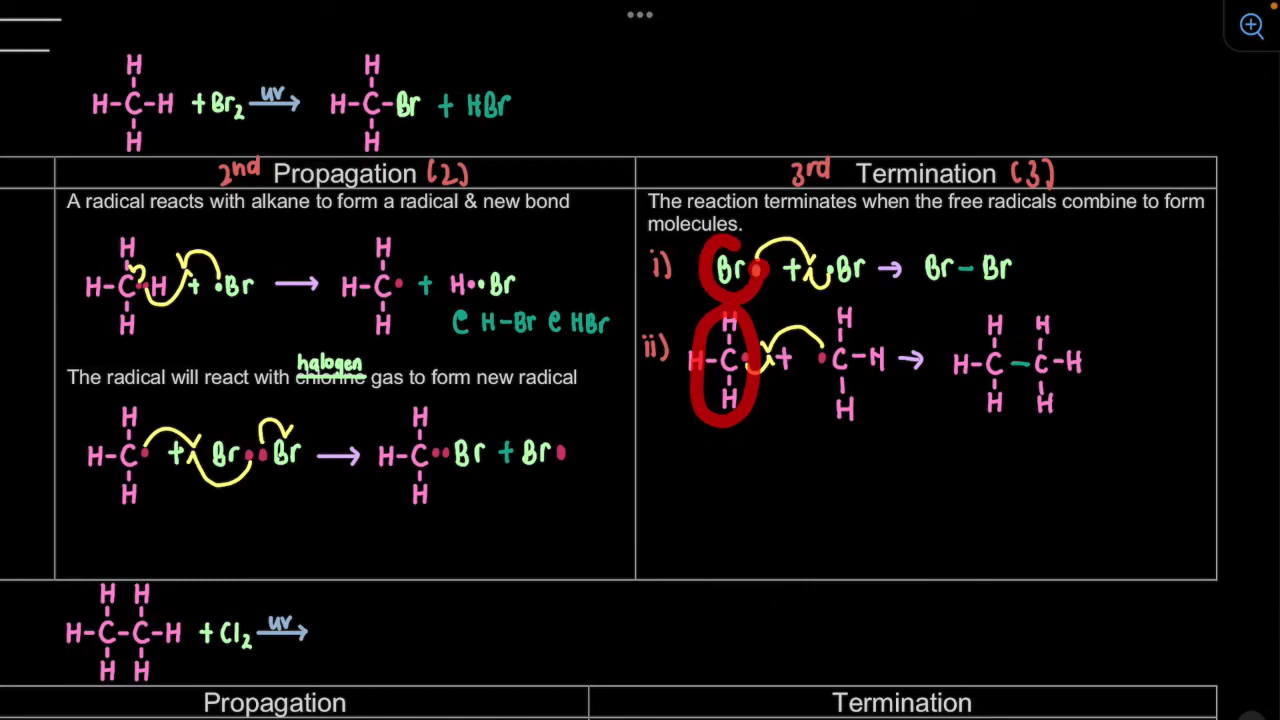 H H
H-C-H + Br2 uv → H-C-Br + HBr
H H
2nd Propagation (2) 3rd Termination (3)
A radical reacts with alkane to form a radical & new bond
H H
H-C••H + •Br → H-C• + H••Br
H H
@ H-Br @ HBr
The radical will react with halogen chlorine gas to form new radical
H H
H-C• + Br••Br → H-C••Br + Br•
H H
The reaction terminates when the free radicals combine to form
molecules.
i) Br• + •Br → Br-Br
H H H H
ii) H-C• + •C-H → H-C-C-H
H H H H
H H
H-C-C-H + Cl2 uv →
H H
Propagation Termination